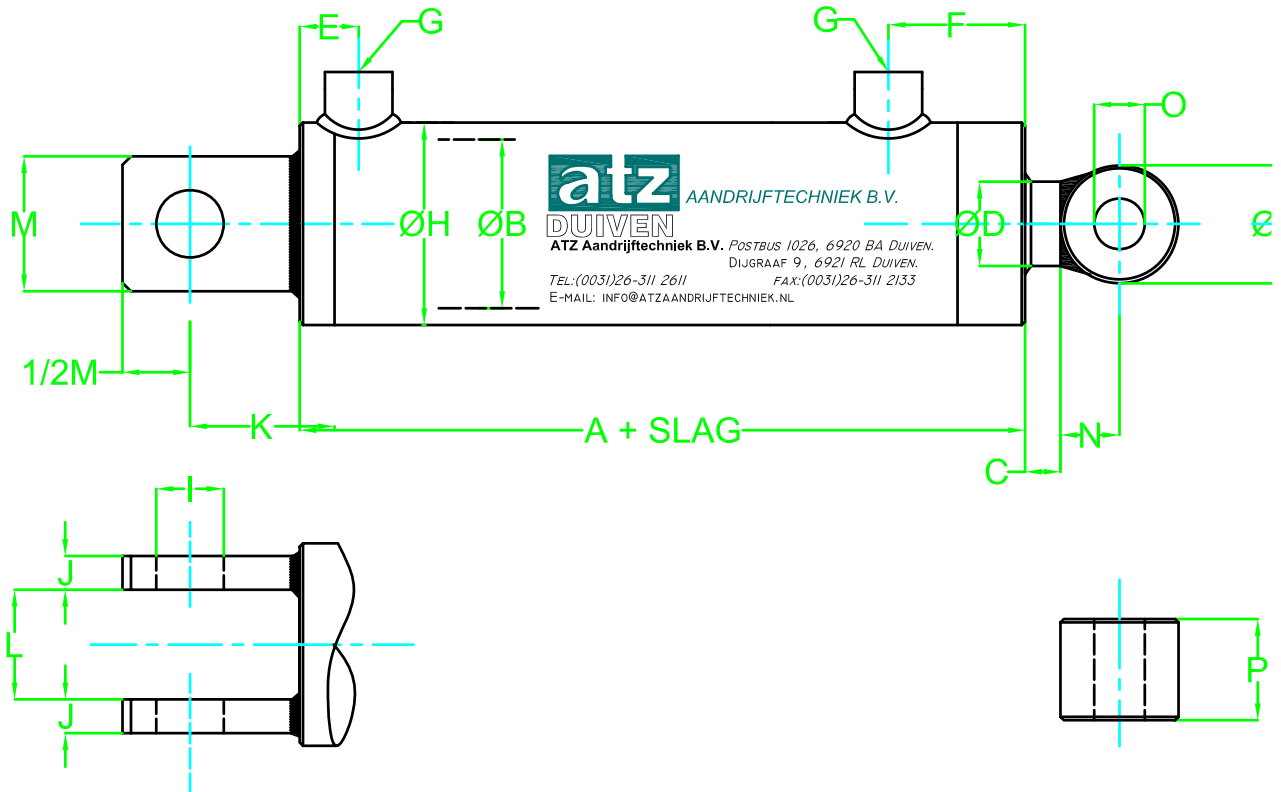 E
G
G
F
O
M
ØH
ØB
atz
AANDRIJFTECHNIEK B.V.
DUIVEN
ATZ Aandrijftechniek B.V. POSTBUS 1026, 6920 BA DUIVEN.
DIJGRAAF 9, 6921 RL DUIVEN.
TEL:(0031)26-311 2611 FAX:(0031)26-311 2133
E-MAIL: INFO@ATZAANDRIJFTECHNIEK.NL
ØD
Ø
1/2M
K
A + SLAG
N
C
I
J
L
J
P